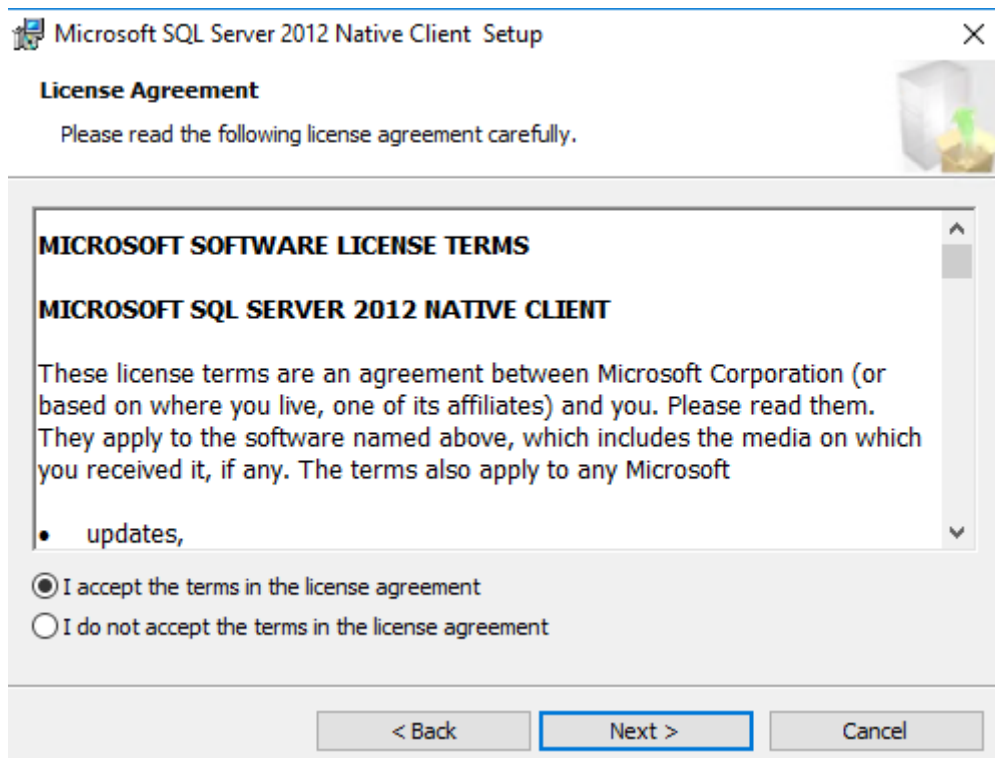 Microsoft SQL Server 2012 Native Client  Setup
License Agreement
Please read the following license agreement carefully.
MICROSOFT SOFTWARE LICENSE TERMS
MICROSOFT SQL SERVER 2012 NATIVE CLIENT
These license terms are an agreement between Microsoft Corporation (or
based on where you live, one of its affiliates) and you. Please read them.
They apply to the software named above, which includes the media on which
you received it, if any. The terms also apply to any Microsoft
• updates,
I accept the terms in the license agreement
I do not accept the terms in the license agreement
< Back
Next >
Cancel